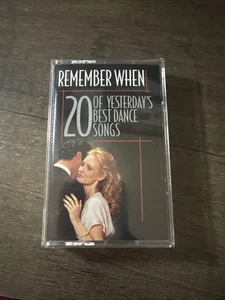 REMEMBER WHEN
20 OF YESTERDAY'S
BEST DANCE
SONGS